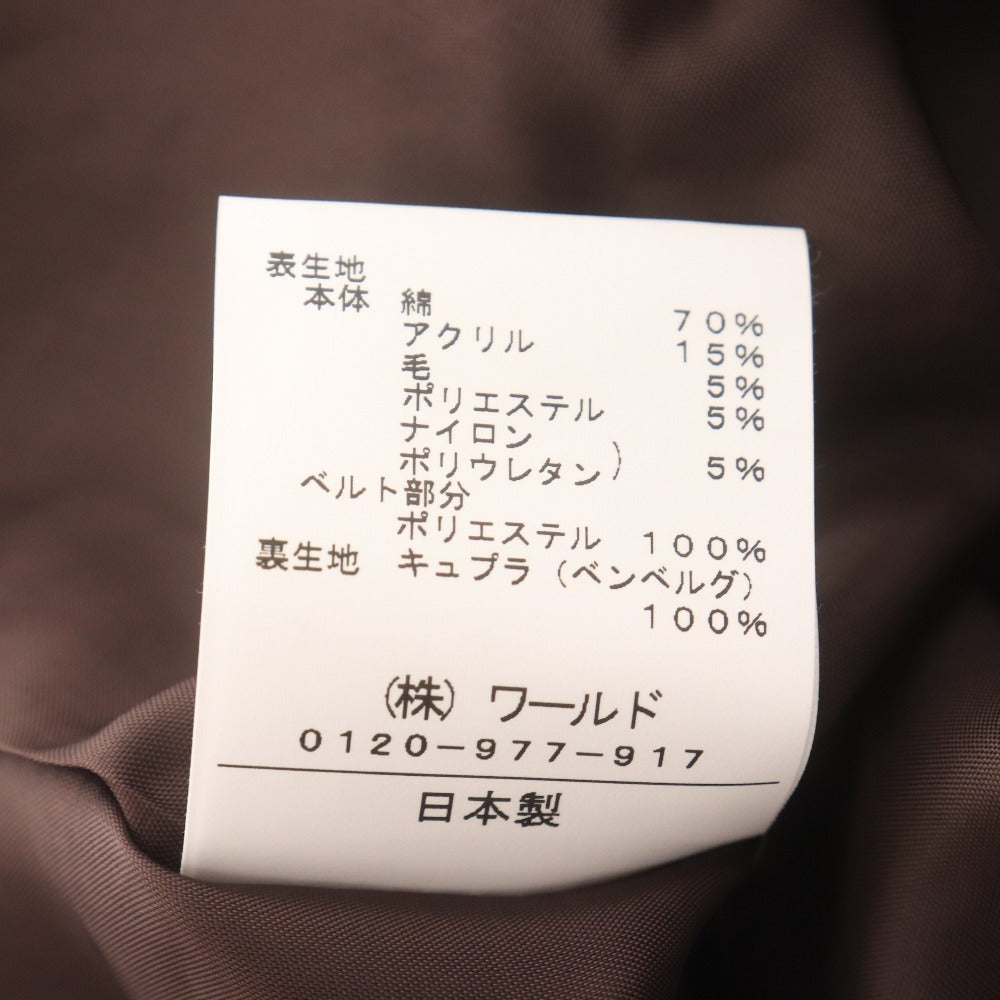 表生地
本体 綿 70%
アクリル 15%
毛 5%
ポリエステル 5%
ナイロン
ポリウレタン) 5%
ベルト部分
ポリエステル 100%
裏生地 キュプラ(ベンベルグ)
100%
(株)ワールド
0120-977-917
日本製